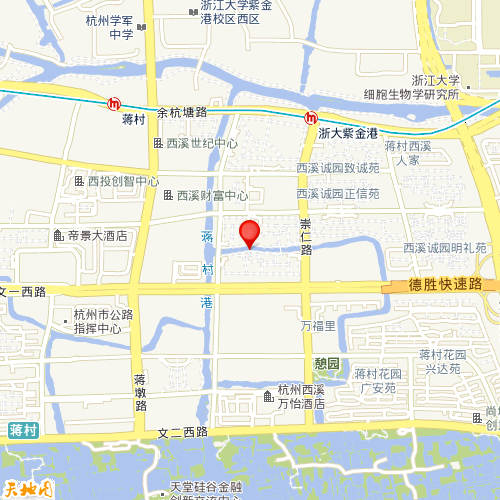 杭州学军
中学
浙江大学紫金
港校区西区
浙江大学
细胞生物学研究所
余杭塘路
蒋村
浙大紫金港
西溪世纪中心
蒋村西溪
人家
西溪诚园致诚苑
西投创智中心
西溪财富中心
西溪诚园正信苑
蒋村港
崇仁路
帝景大酒店
西溪诚园明礼苑
德胜快速路
文一西路
杭州市公路
指挥中心
万福里
蒋墩路
憩园
蒋村花园
兴达苑
蒋村花园
广安苑
杭州西溪
万怡酒店
蒋村
文二西路
天堂硅谷金融
创新交流中心
天地图